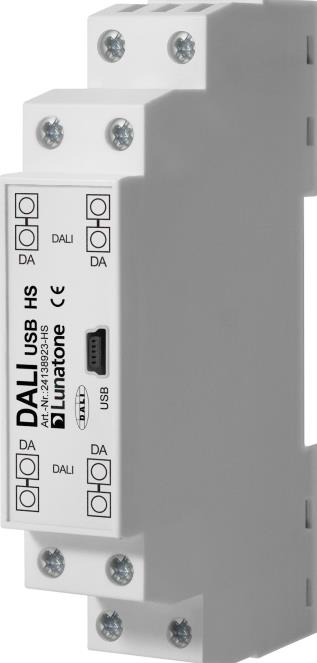 DALI
DA
DA
DALI USB HS
Art.-Nr.:24138923-HS
Lunatone
CE
DALI
USB
DA
DALI
DA